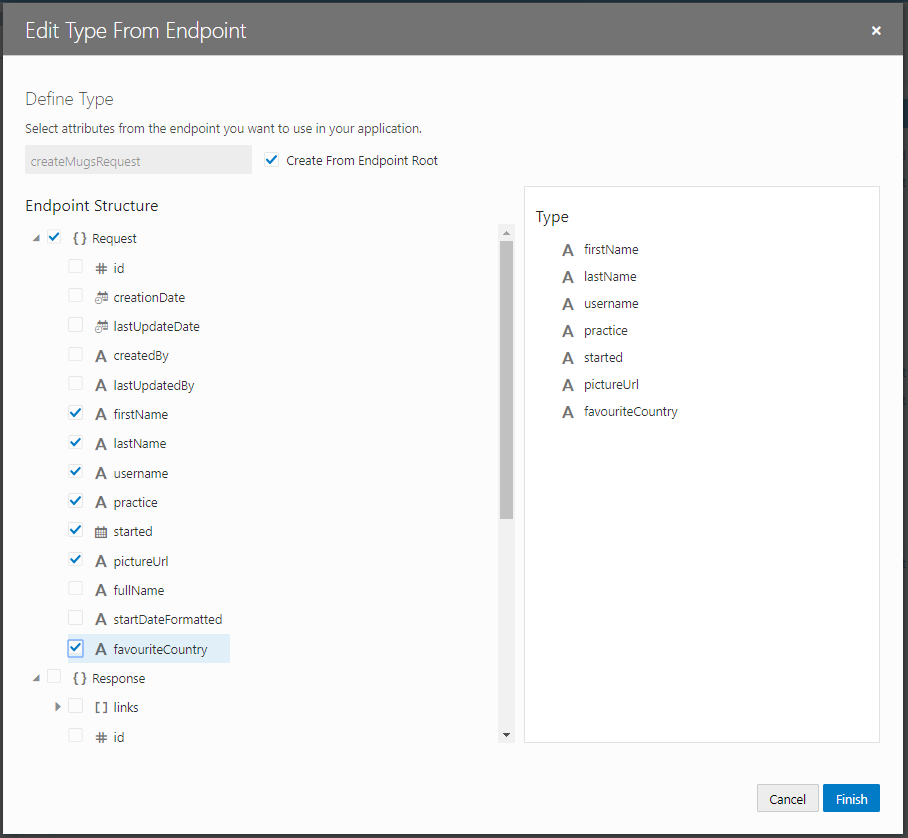 Edit Type From Endpoint
Define Type
Select attributes from the endpoint you want to use in your application.
createMugsRequest
Create From Endpoint Root
Endpoint Structure
{ } Request
# id
creationDate
lastUpdateDate
A createdBy
A lastUpdatedBy
A firstName
A lastName
A username
A practice
started
A pictureUrl
A fullName
A startDateFormatted
A favouriteCountry
{ } Response
[ ] links
# id
Type
A firstName
A lastName
A username
A practice
A started
A pictureUrl
A favouriteCountry
Cancel
Finish